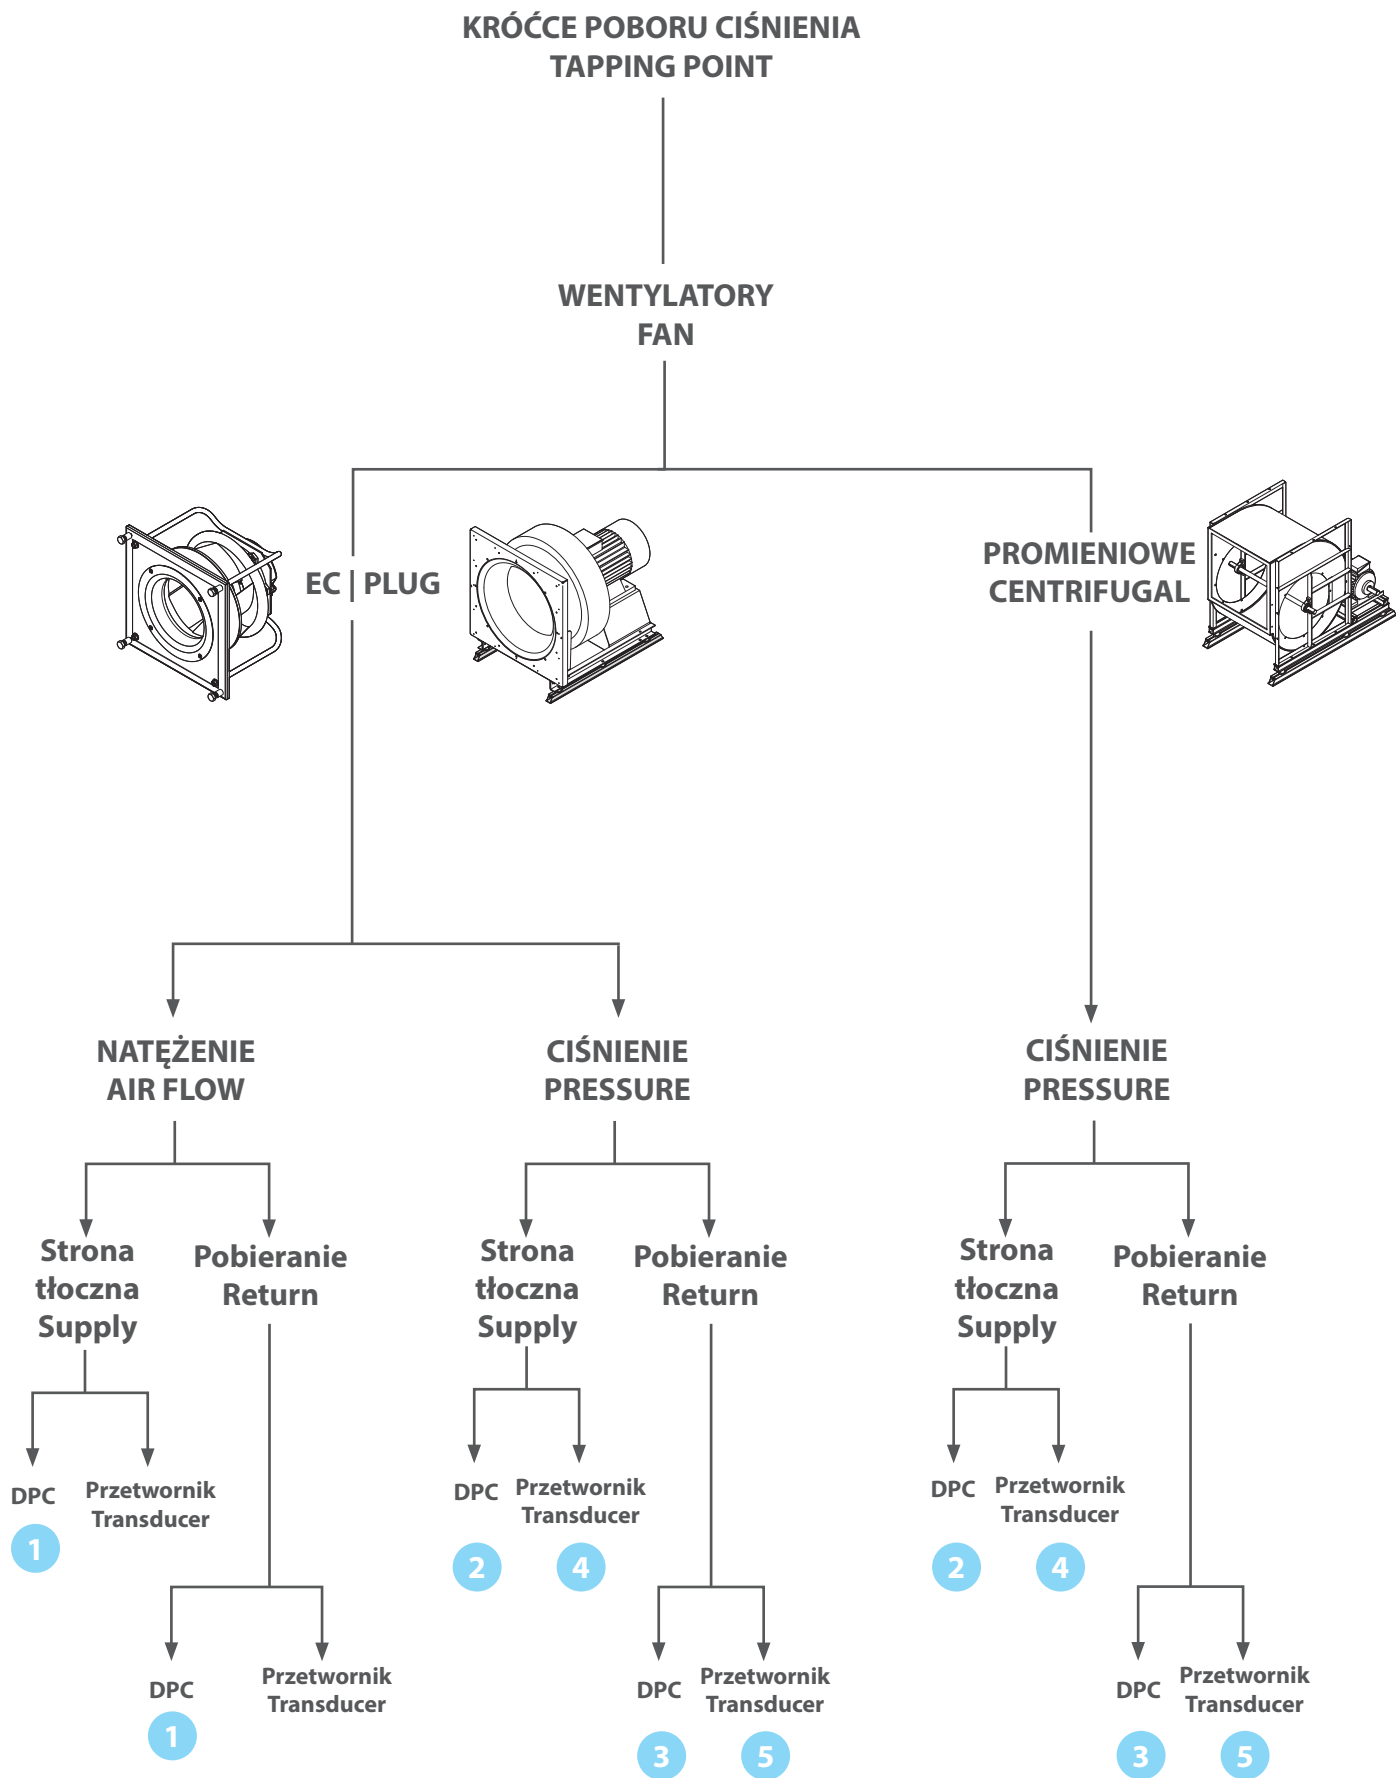 KRÓĆCE POBORU CIŚNIENIA
TAPPING POINT
WENTYLATORY
FAN
EC | PLUG
PROMIENIOWE
CENTRIFUGAL
NATĘŻENIE
AIR FLOW
CIŚNIENIE
PRESSURE
CIŚNIENIE
PRESSURE
Strona
tłoczna
Supply
Pobieranie
Return
Strona
tłoczna
Supply
Pobieranie
Return
Strona
tłoczna
Supply
Pobieranie
Return
DPC
1
Przetwornik
Transducer
DPC
2
Przetwornik
Transducer
4
DPC
2
Przetwornik
Transducer
4
DPC
1
Przetwornik
Transducer
DPC
3
Przetwornik
Transducer
5
DPC
3
Przetwornik
Transducer
5